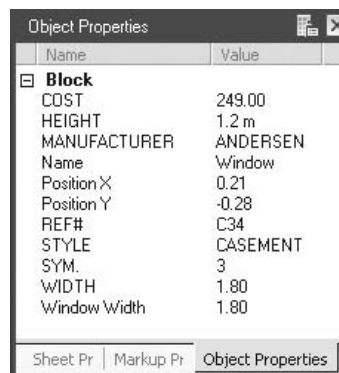 Object Properties
Name Value
Block
COST 249.00
HEIGHT 1.2 m
MANUFACTURER ANDERSEN
Name Window
Position X 0.21
Position Y -0.28
REF# C34
STYLE CASEMENT
SYM. 3
WIDTH 1.80
Window Width 1.80
Sheet Pr Markup Pr Object Properties